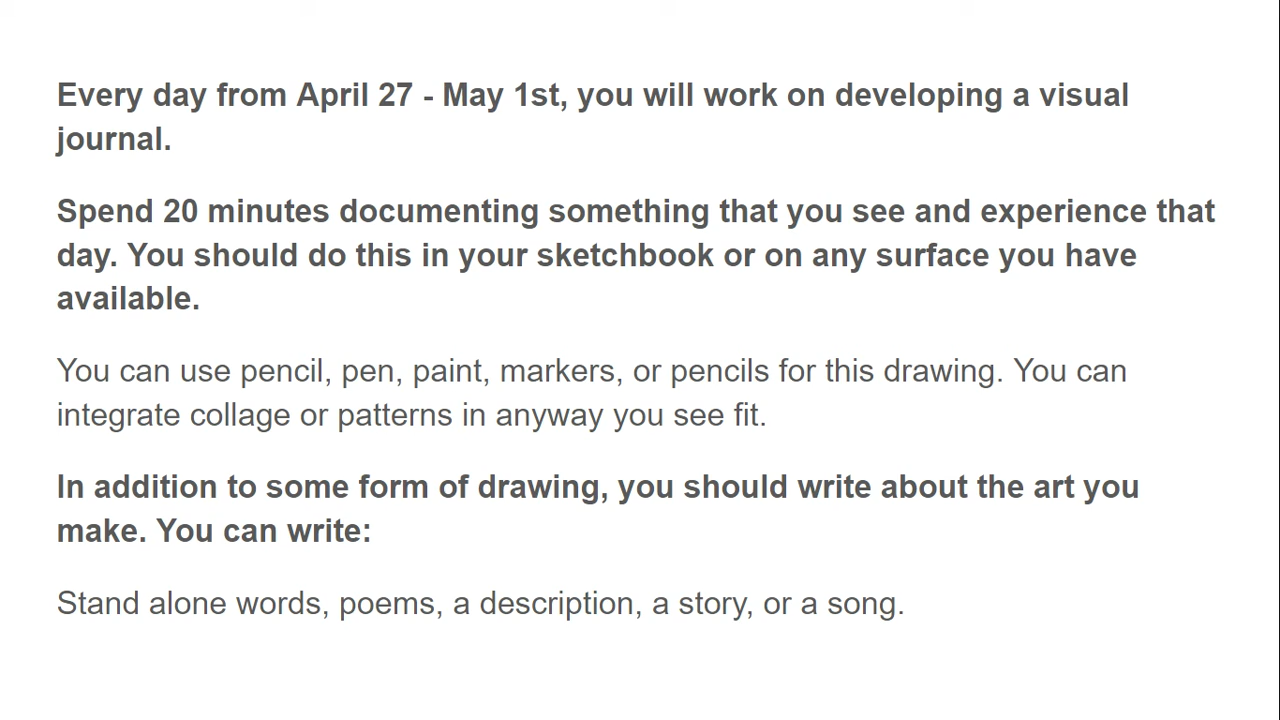 Every day from April 27 - May 1st, you will work on developing a visual
journal.
Spend 20 minutes documenting something that you see and experience that
day. You should do this in your sketchbook or on any surface you have
available.
You can use pencil, pen, paint, markers, or pencils for this drawing. You can
integrate collage or patterns in anyway you see fit.
In addition to some form of drawing, you should write about the art you
make. You can write:
Stand alone words, poems, a description, a story, or a song.